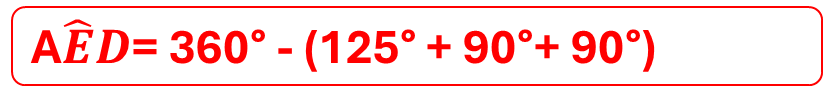 AÊD= 360° - (125° + 90°+ 90°)